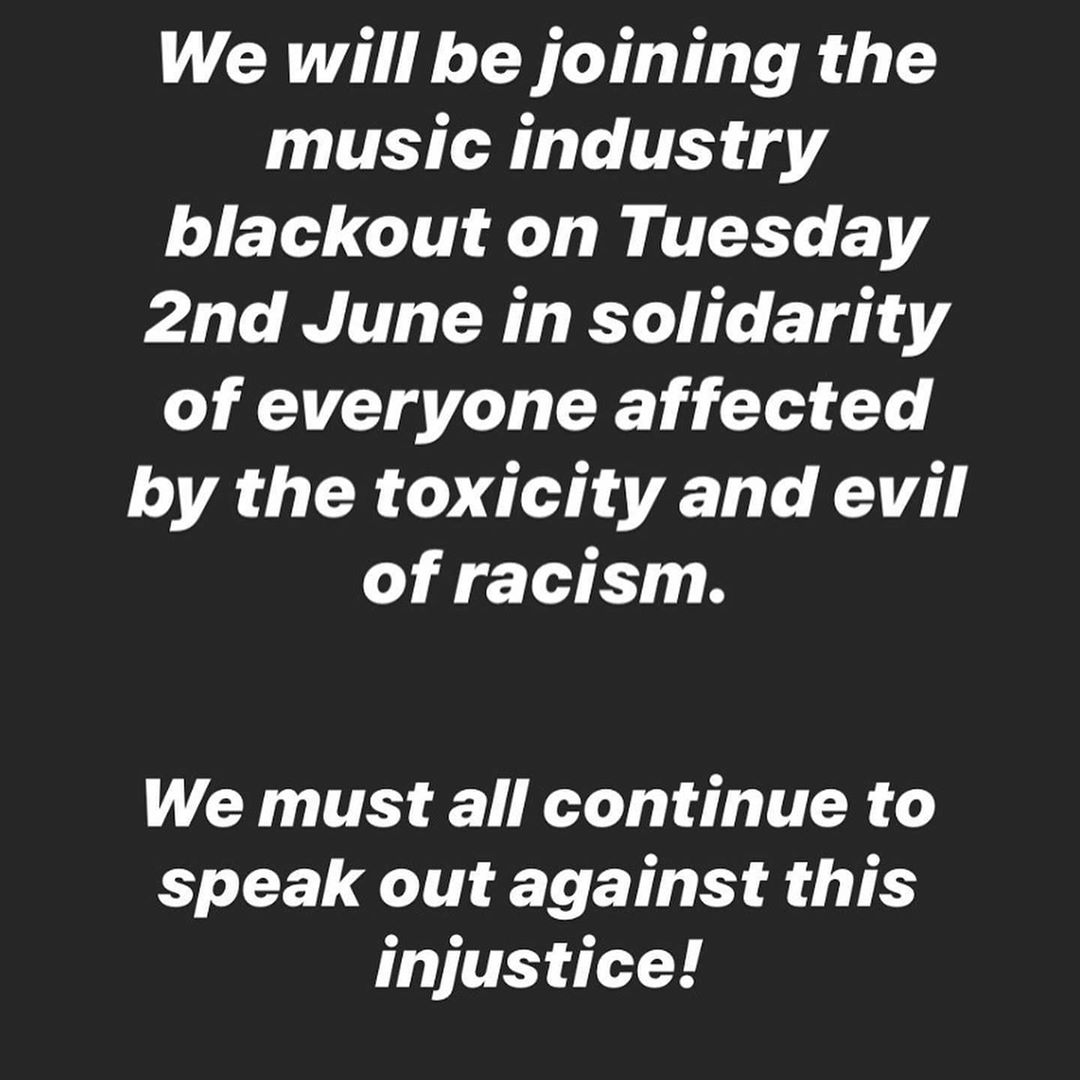 We will be joining the
music industry
blackout on Tuesday
2nd June in solidarity
of everyone affected
by the toxicity and evil
of racism.
We must all continue to
speak out against this
injustice!